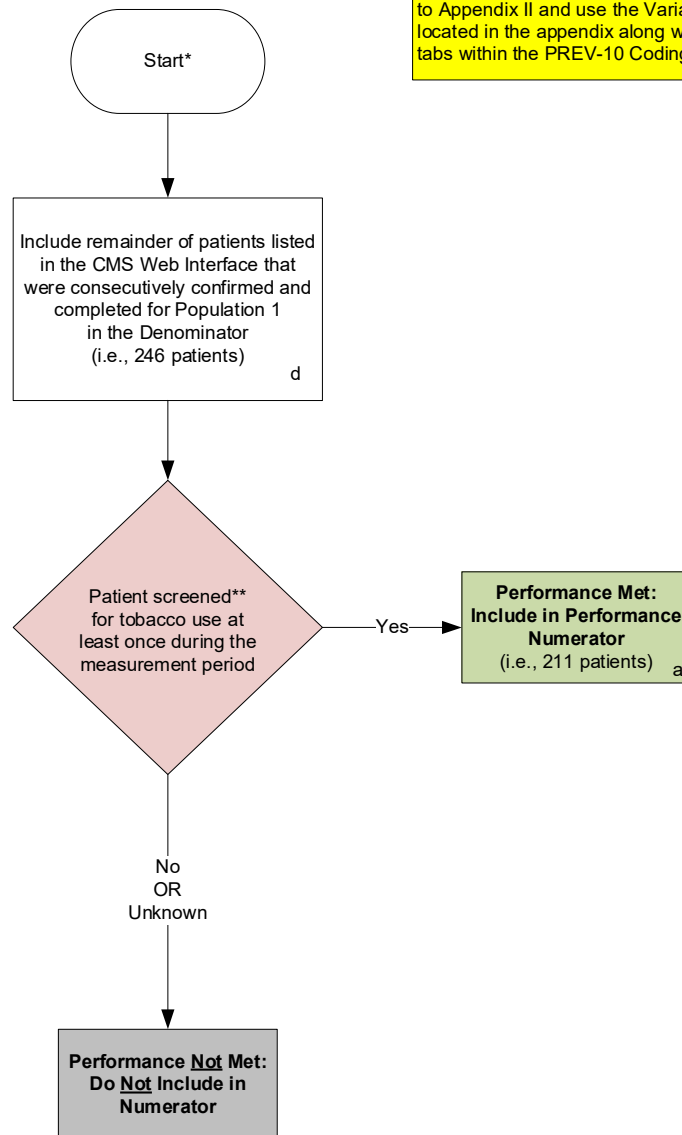 to Appendix II and use the
located in the appendix along
tabs within the PREV-10
Start*
Include remainder of patients listed
in the CMS Web Interface that
were consecutively confirmed and
completed for Population 1
in the Denominator
(i.e., 246 patients)
d
Patient screened**
for tobacco use at
least once during the
measurement period
Yes
Performance Met:
Include in Performance
Numerator
(i.e., 211 patients)
a
No
OR
Unknown
Performance Not Met:
Do Not Include in
Numerator